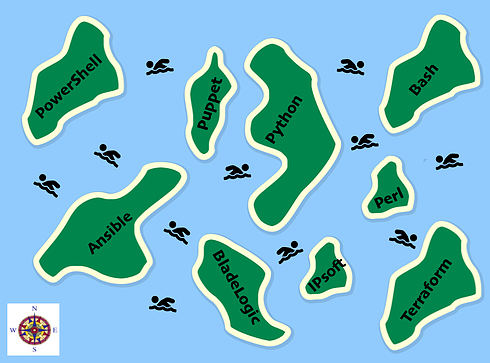 PowerShell
Puppet
Python
Bash
Perl
Ansible
BladeLogic
IPsoft
Terraform
N
W E
S